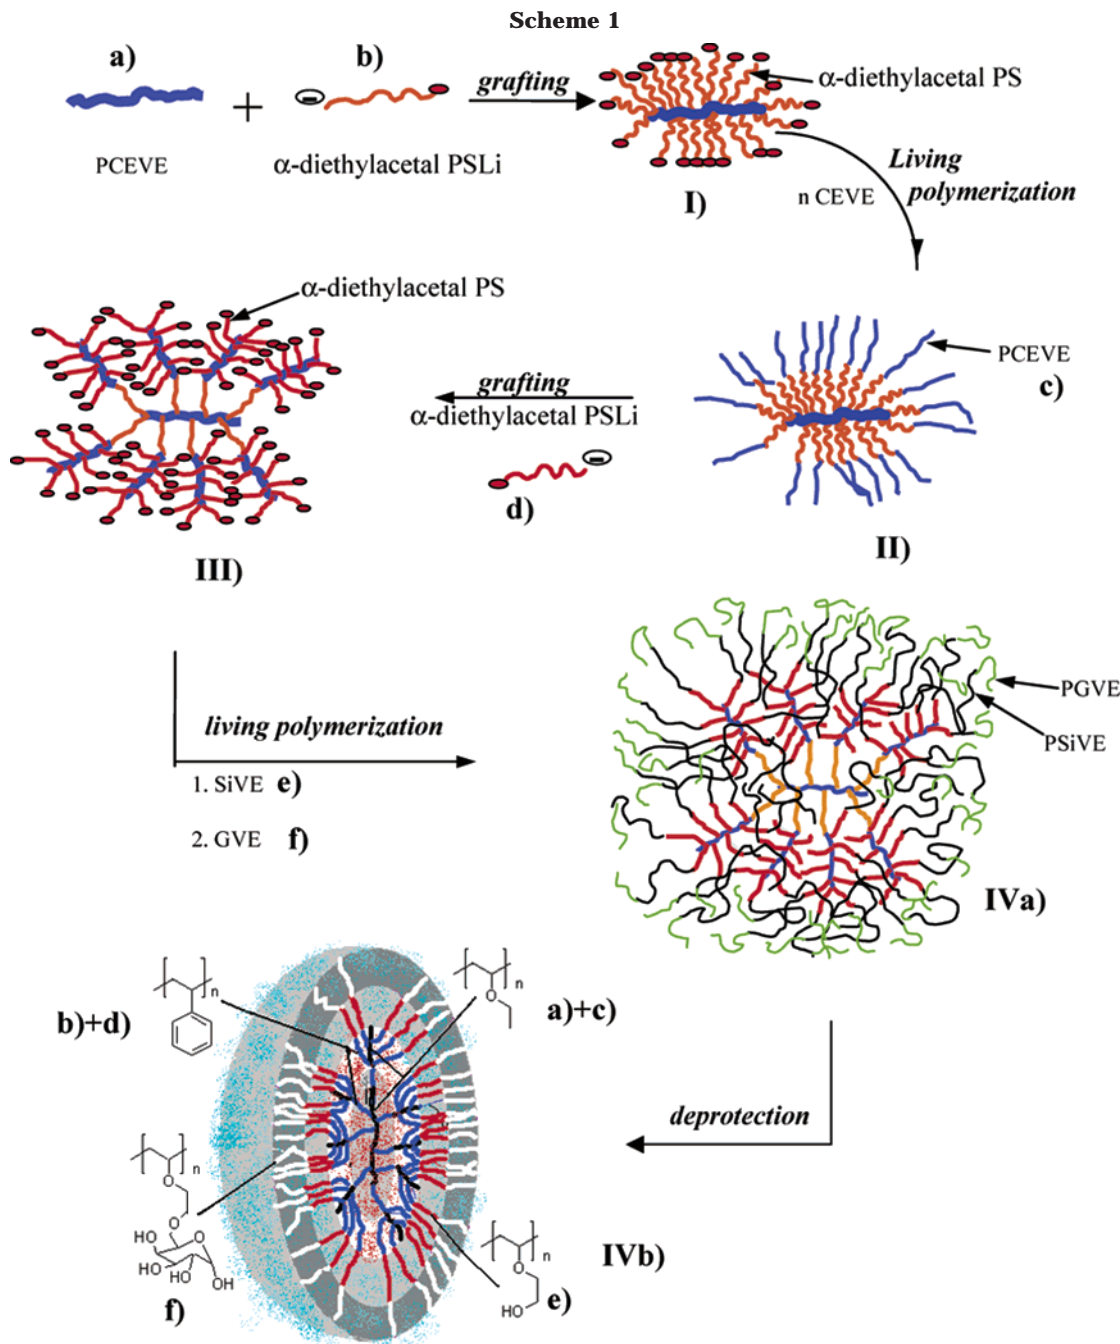 Scheme 1
a)
b)
grafting
α-diethylacetal PS
PCEVE
α-diethylacetal PSLi
I)
n CEVE
Living
polymerization
α-diethylacetal PS
PCEVE
c)
grafting
α-diethylacetal PSLi
d)
II)
III)
PGVE
PSiVE
living polymerization
1. SiVE e)
2. GVE f)
IVa)
b)+d)
n
n
O
a)+c)
deprotection
n
O
O
HO
O
HO
HO
OH
f)
IVb)
n
O
HO
e)